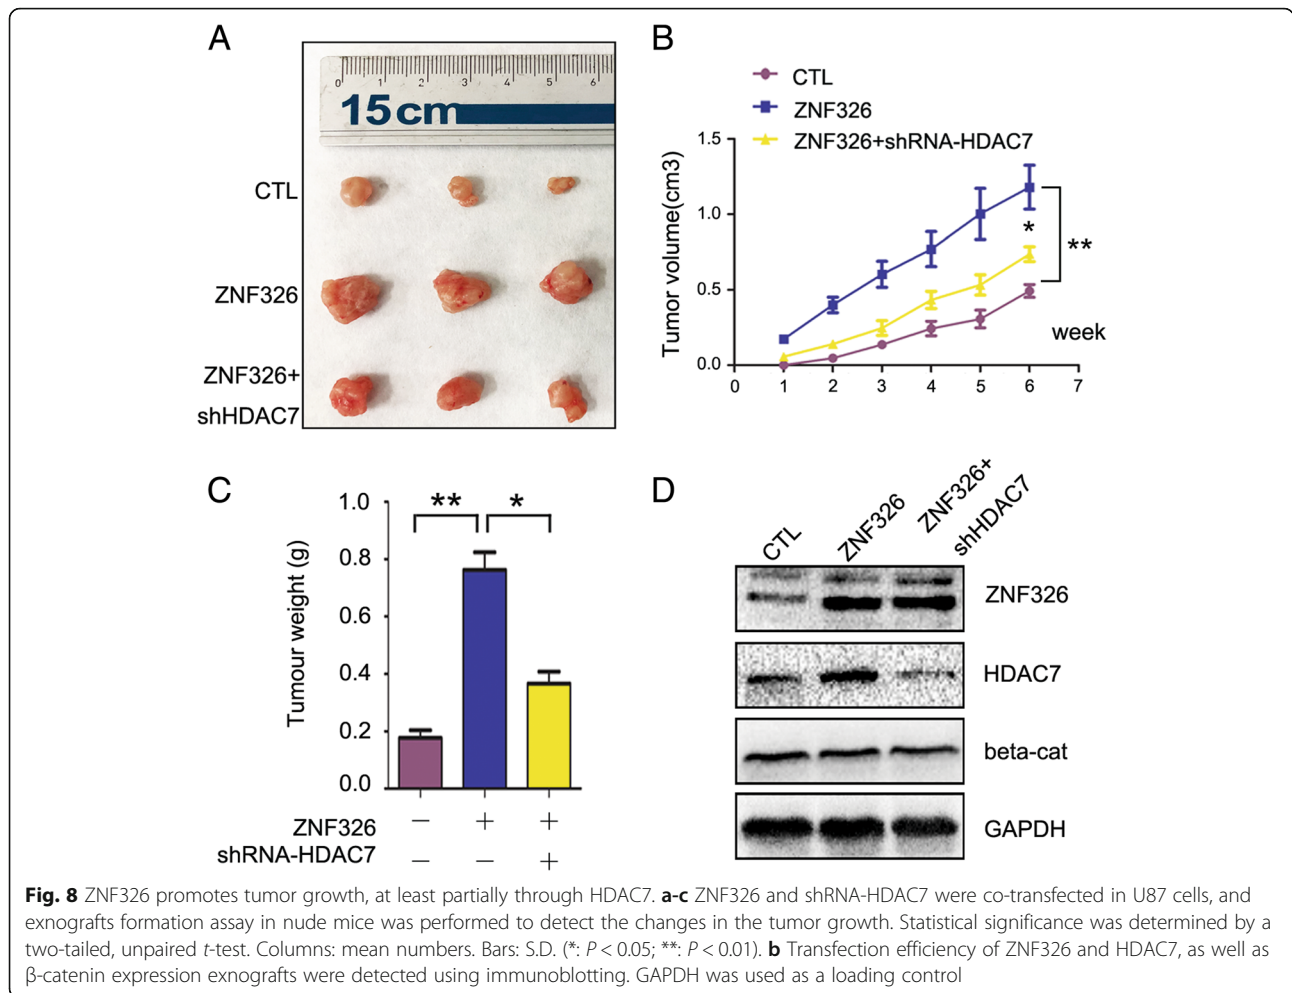 A
0 1 2 3 4 5 6
15cm
CTL
ZNF326
ZNF326+
shHDAC7
B
CTL
ZNF326
ZNF326+shRNA-HDAC7
Tumor volume(cm3)
1.5
1.0
0.5
0.0
*
**
week
0 1 2 3 4 5 6 7
C
Tumour weight (g)
1.0
0.8
0.6
0.4
0.2
0.0
** *
ZNF326 — + +
shRNA-HDAC7 — — +
D
CTL
ZNF326
ZNF326+
shHDAC7
ZNF326
HDAC7
beta-cat
GAPDH
Fig. 8 ZNF326 promotes tumor growth, at least partially through HDAC7. a-c ZNF326 and shRNA-HDAC7 were co-transfected in U87 cells, and
exnografts formation assay in nude mice was performed to detect the changes in the tumor growth. Statistical significance was determined by a
two-tailed, unpaired t-test. Columns: mean numbers. Bars: S.D. (*: P < 0.05; **: P < 0.01). b Transfection efficiency of ZNF326 and HDAC7, as well as
β-catenin expression exnografts were detected using immunoblotting. GAPDH was used as a loading control